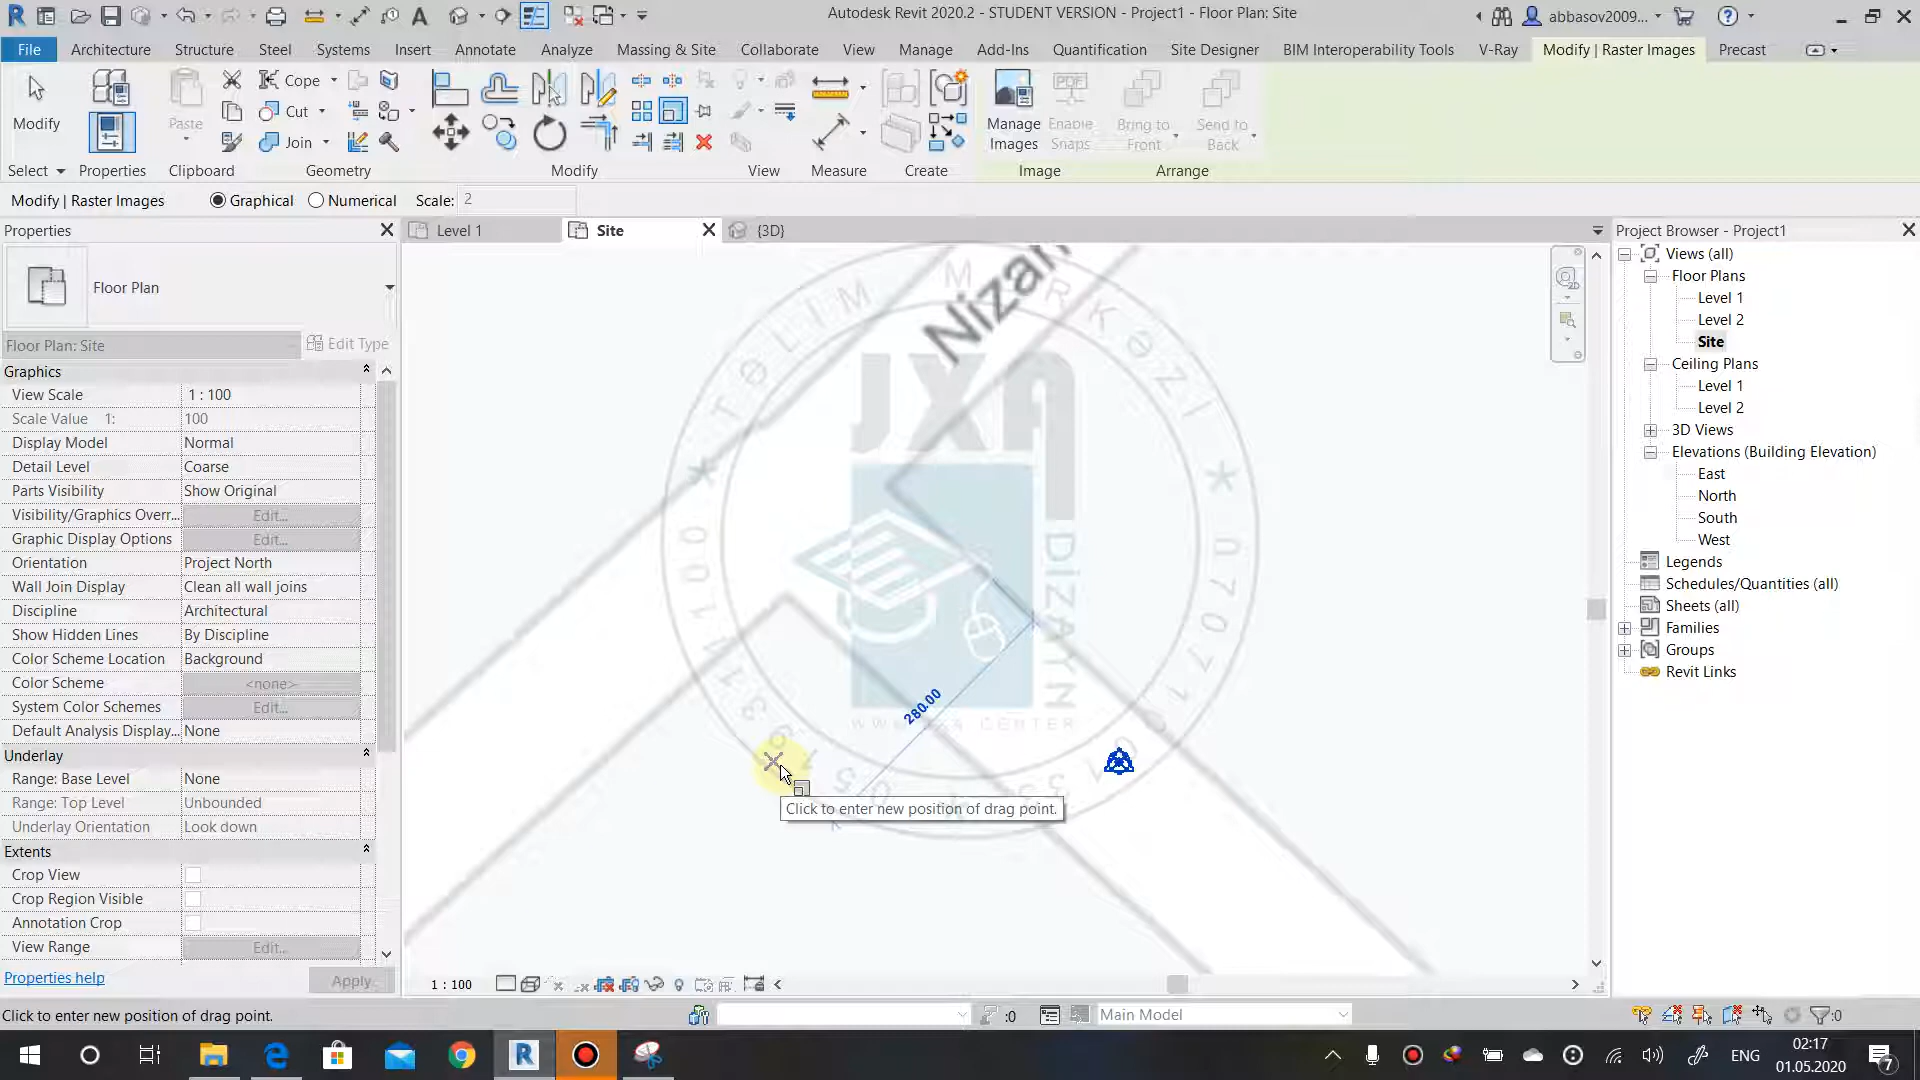 Autodesk Revit 2020.2 - STUDENT VERSION - Project1 - Floor Plan: Site
abbasov2009...
File Architecture Structure Steel Systems Insert Annotate Analyze Massing & Site Collaborate View Manage Add-Ins Quantification Site Designer BIM Interoperability Tools V-Ray Modify | Raster Images Precast
Modify
Paste
Cope
Cut
Join
Manage Images
Enable Snaps
Bring to Front
Send to Back
Select Properties Clipboard Geometry Modify View Measure Create Image Arrange
Modify | Raster Images Graphical Numerical Scale: 2
Properties
Level 1 Site {3D}
Floor Plan
Floor Plan: Site Edit Type
Graphics
View Scale 1 : 100
Scale Value 1: 100
Display Model Normal
Detail Level Coarse
Parts Visibility Show Original
Visibility/Graphics Overr... Edit...
Graphic Display Options Edit...
Orientation Project North
Wall Join Display Clean all wall joins
Discipline Architectural
Show Hidden Lines By Discipline
Color Scheme Location Background
Color Scheme <none>
System Color Schemes Edit...
Default Analysis Display... None
Underlay
Range: Base Level None
Range: Top Level Unbounded
Underlay Orientation Look down
Extents
Crop View
Crop Region Visible
Annotation Crop
View Range Edit...
Properties help Apply
JXA
DİZAYN
280.00
Click to enter new position of drag point.
1 : 100
Project Browser - Project1
Views (all)
Floor Plans
Level 1
Level 2
Site
Ceiling Plans
Level 1
Level 2
3D Views
Elevations (Building Elevation)
East
North
South
West
Legends
Schedules/Quantities (all)
Sheets (all)
Families
Groups
Revit Links
Click to enter new position of drag point.
:0
Main Model
:0
ENG
02:17
01.05.2020
7